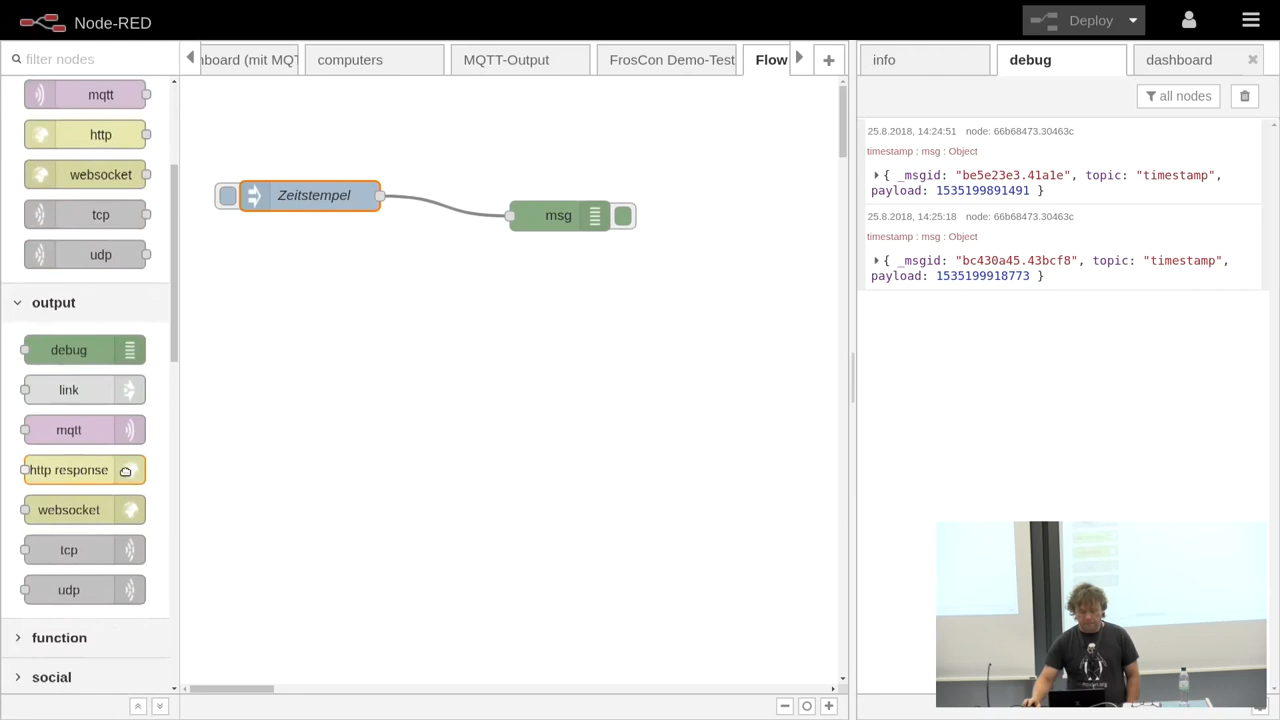 Node-RED
Deploy
filter nodes
nboard (mit MQT
computers
MQTT-Output
FrosCon Demo-Test
Flow
info
debug
dashboard
all nodes
mqtt
http
websocket
tcp
udp
output
debug
link
mqtt
http response
websocket
tcp
udp
function
social
Zeitstempel
msg
25.8.2018, 14:24:51 node: 66b68473.30463c
timestamp : msg : Object
{ _msgid: "be5e23e3.41a1e", topic: "timestamp",
payload: 1535199891491 }
25.8.2018, 14:25:18 node: 66b68473.30463c
timestamp : msg : Object
{ _msgid: "bc430a45.43bcf8", topic: "timestamp",
payload: 1535199918773 }